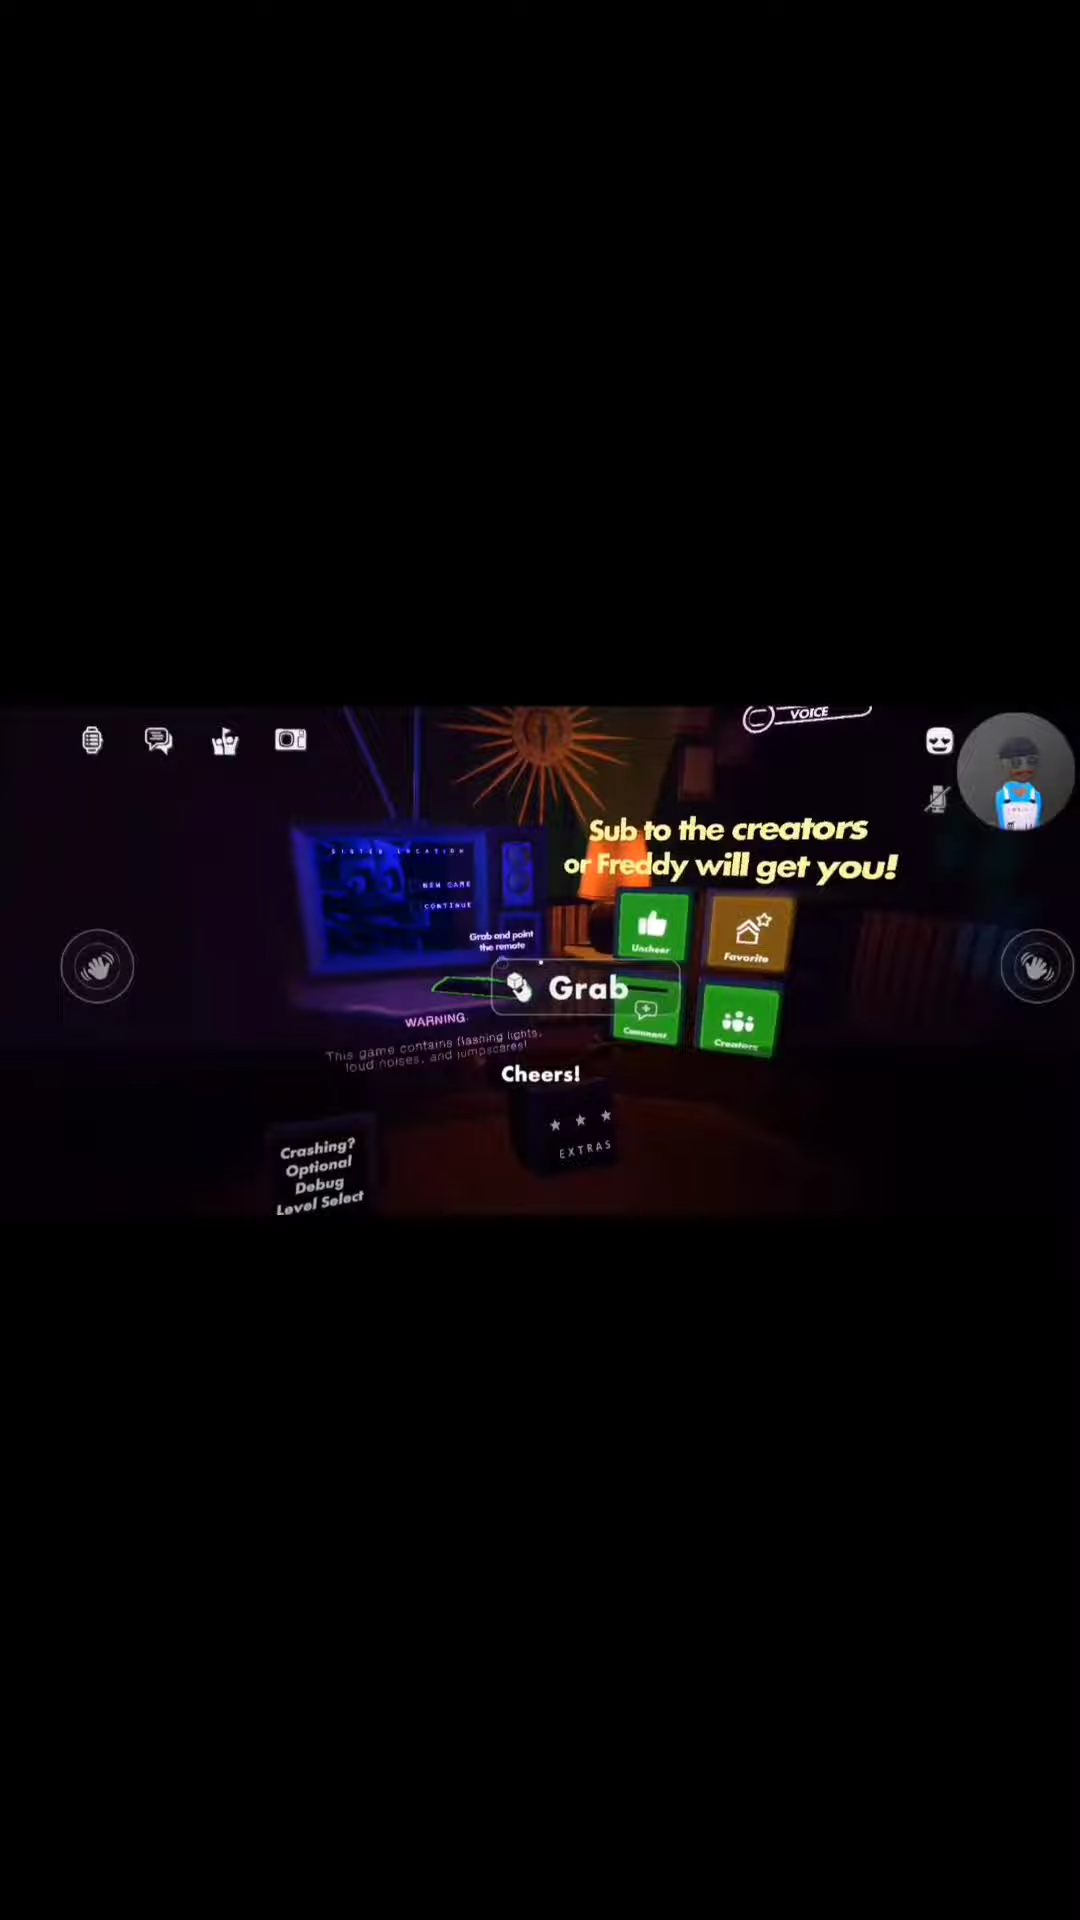 VOICE
Sub to the creators
or Freddy will get you!
SISTER LOCATION
NEW GAME
CONTINUE
Uncheer
Favorite
Grab and point
the remote
Grab
Comment
Creators
WARNING
This game contains flashing lights,
loud noises, and jumpscares!
Cheers!
EXTRAS
Crashing?
Optional
Debug
Level Select